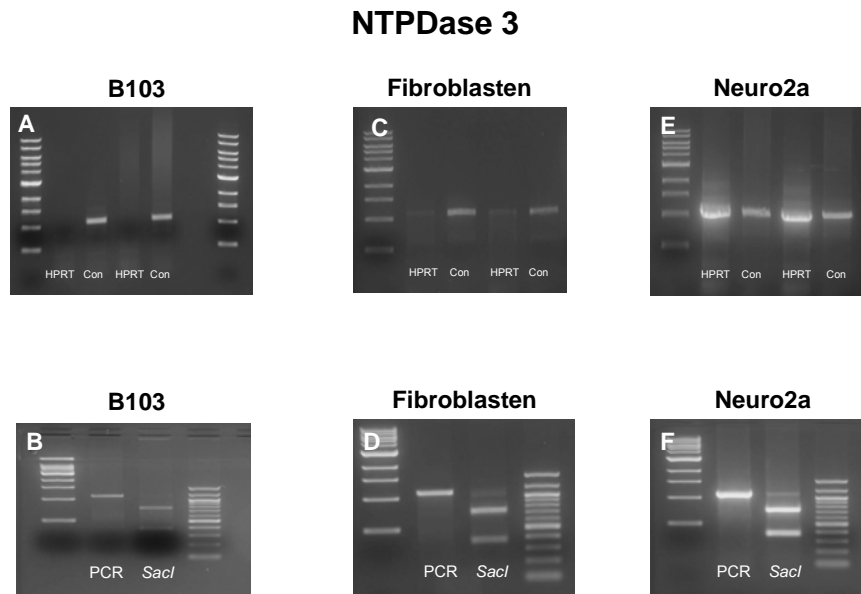 NTPDase 3
B103
Fibroblasten
Neuro2a
A
C
E
HPRT Con HPRT Con
HPRT Con HPRT Con
HPRT Con HPRT Con
B103
Fibroblasten
Neuro2a
B
D
F
PCR SacI
PCR SacI
PCR SacI